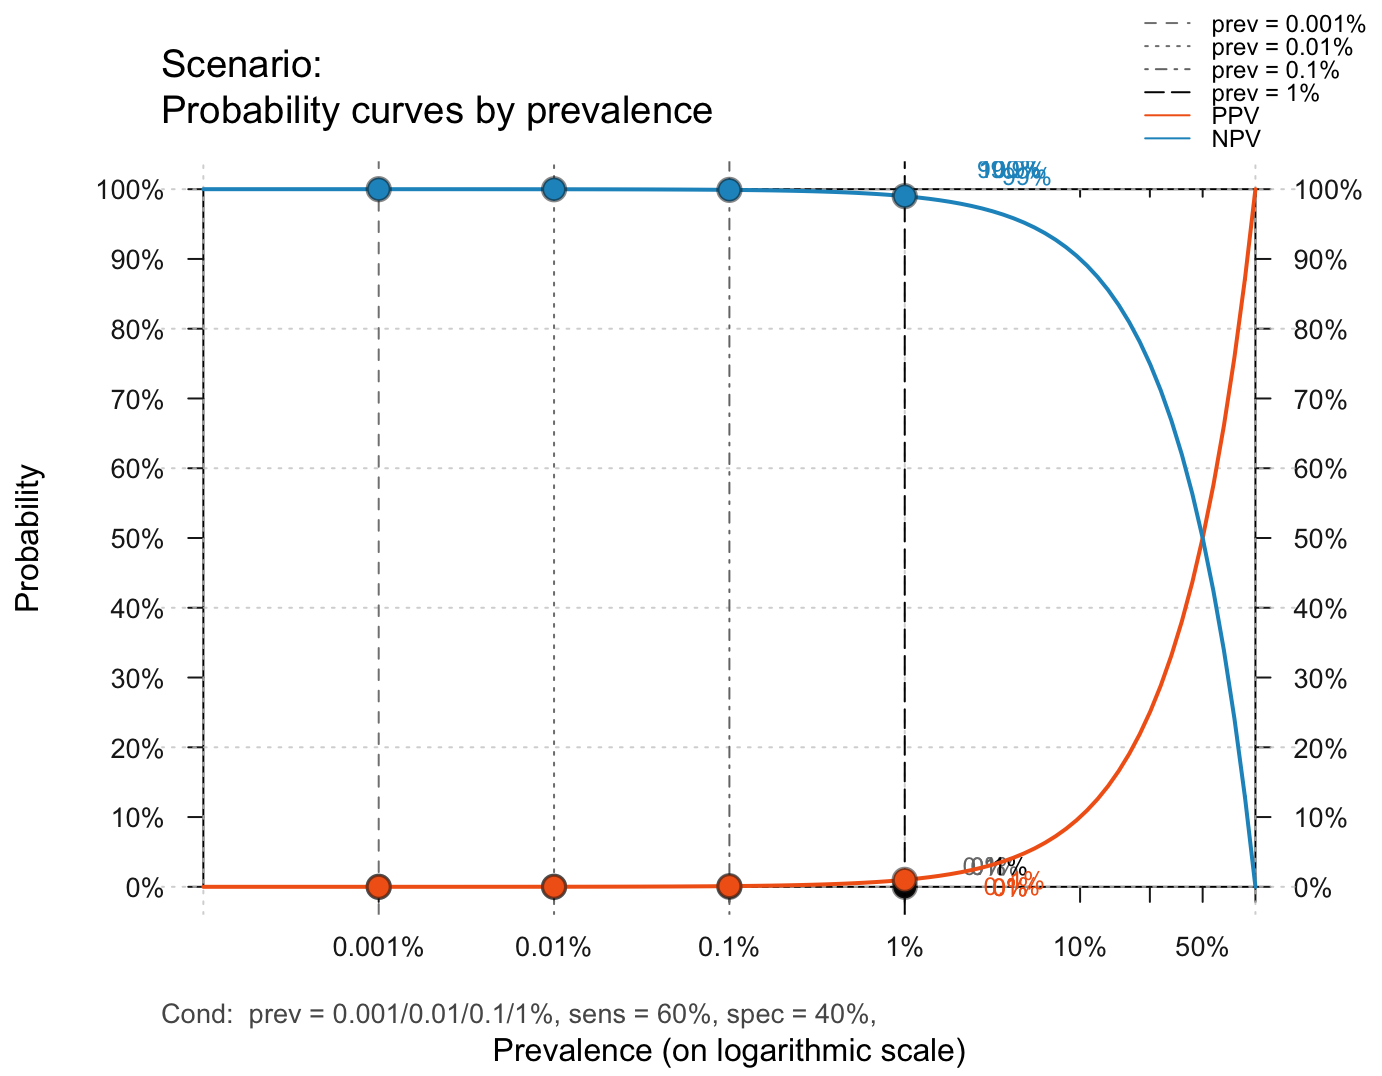 prev = 0.001%
prev = 0.01%
prev = 0.1%
prev = 1%
PPV
NPV
Scenario:
Probability curves by prevalence
99%
100% 100%
90% 90%
80% 80%
70% 70%
60% 60%
50% 50%
40% 40%
30% 30%
20% 20%
10% 10%
0% 0%
Probability
0.001% 0.01% 0.1% 1% 10% 50%
Cond: prev = 0.001/0.01/0.1/1%, sens = 60%, spec = 40%,
Prevalence (on logarithmic scale)